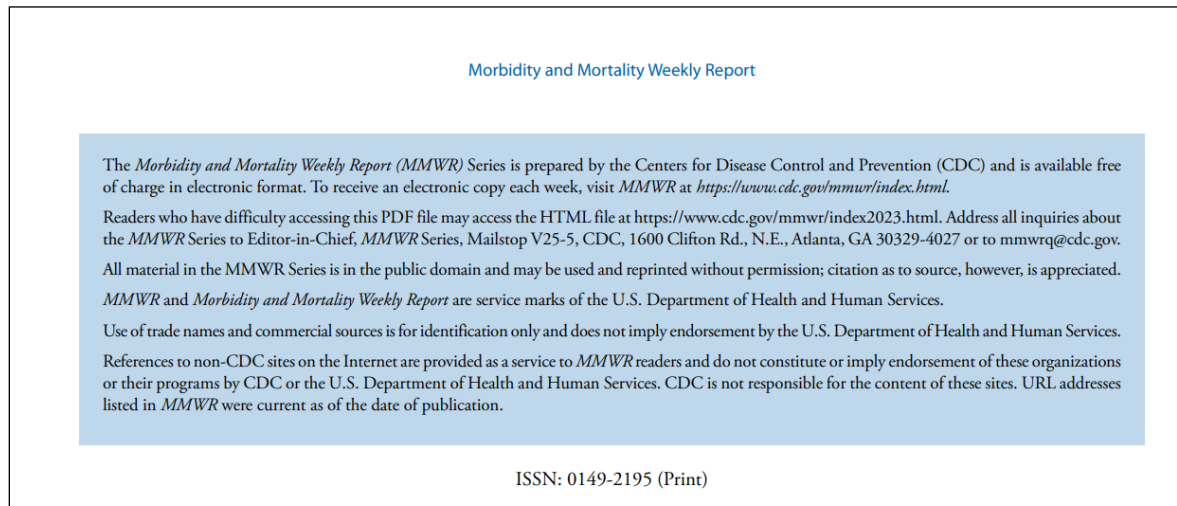 Morbidity and Mortality Weekly Report
The Morbidity and Mortality Weekly Report (MMWR) Series is prepared by the Centers for Disease Control and Prevention (CDC) and is available free
of charge in electronic format. To receive an electronic copy each week, visit MMWR at https://www.cdc.gov/mmwr/index.html.
Readers who have difficulty accessing this PDF file may access the HTML file at https://www.cdc.gov/mmwr/index2023.html. Address all inquiries about
the MMWR Series to Editor-in-Chief, MMWR Series, Mailstop V25-5, CDC, 1600 Clifton Rd., N.E., Atlanta, GA 30329-4027 or to mmwrq@cdc.gov.
All material in the MMWR Series is in the public domain and may be used and reprinted without permission; citation as to source, however, is appreciated.
MMWR and Morbidity and Mortality Weekly Report are service marks of the U.S. Department of Health and Human Services.
Use of trade names and commercial sources is for identification only and does not imply endorsement by the U.S. Department of Health and Human Services.
References to non-CDC sites on the Internet are provided as a service to MMWR readers and do not constitute or imply endorsement of these organizations
or their programs by CDC or the U.S. Department of Health and Human Services. CDC is not responsible for the content of these sites. URL addresses
listed in MMWR were current as of the date of publication.
ISSN: 0149-2195 (Print)